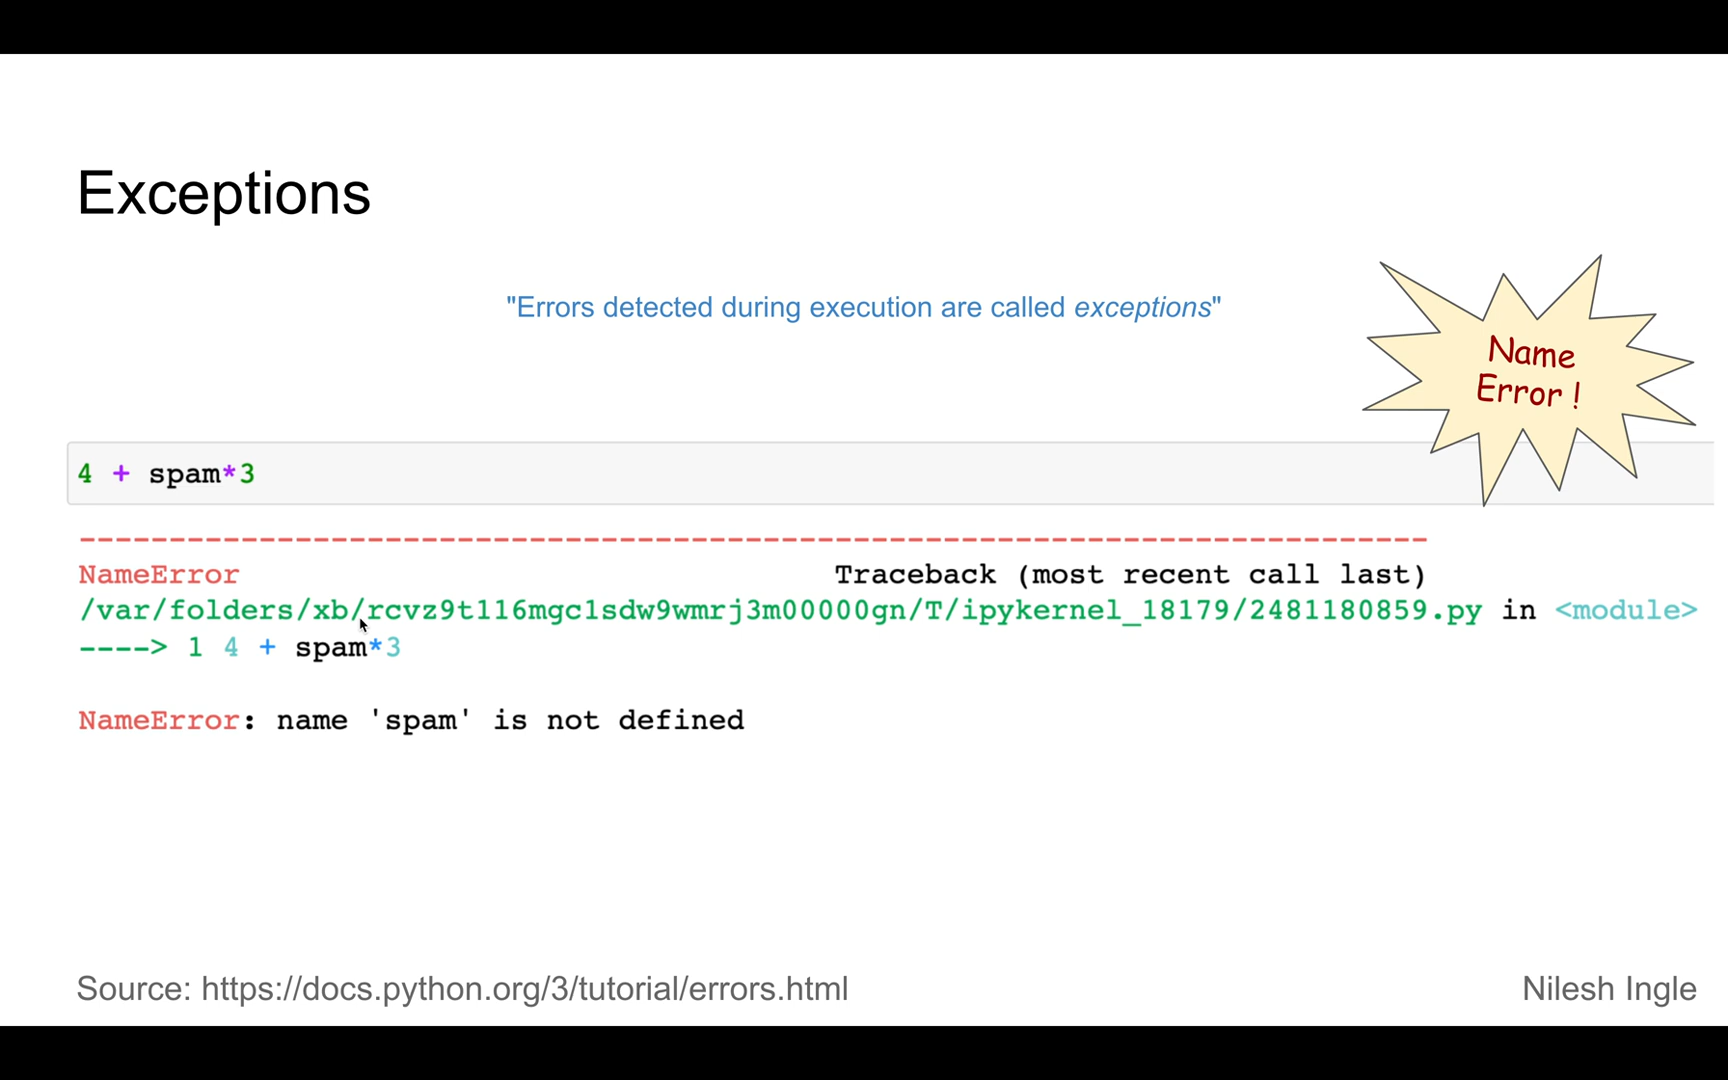 Exceptions
"Errors detected during execution are called exceptions"
Name
Error !
4 + spam*3
---------------------------------------------------------------------------
NameError Traceback (most recent call last)
/var/folders/xb/rcvz9t116mgc1sdw9wmrj3m00000gn/T/ipykernel_18179/2481180859.py in <module>
----> 1 4 + spam*3
NameError: name 'spam' is not defined
Source: https://docs.python.org/3/tutorial/errors.html
Nilesh Ingle